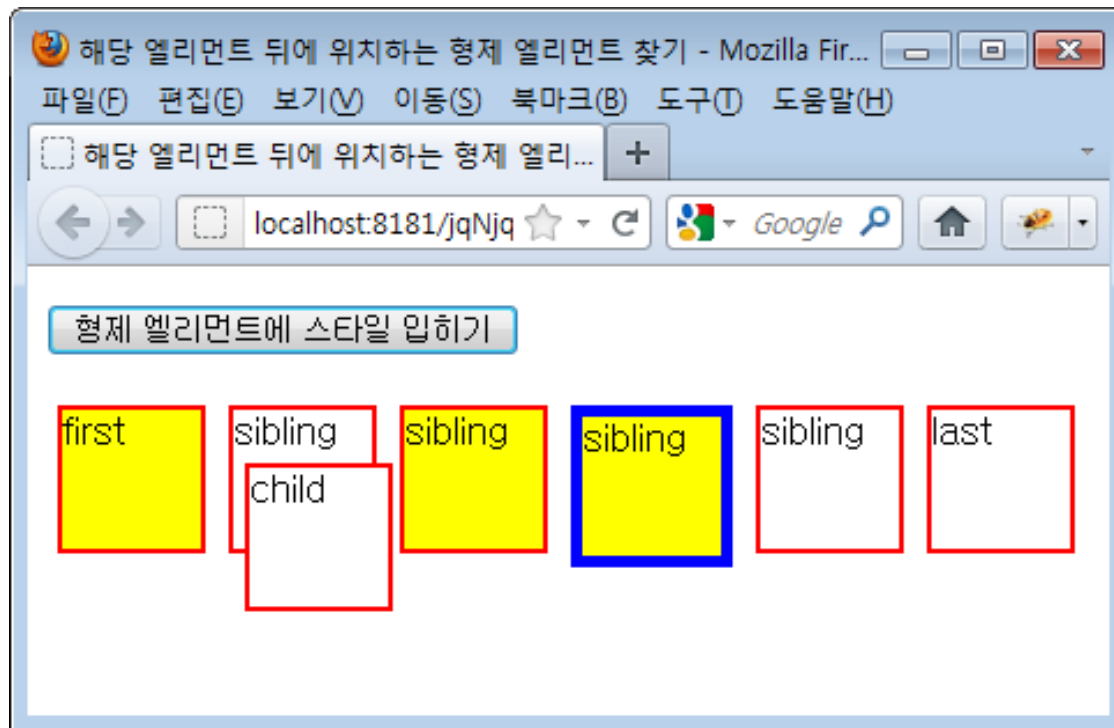 해당 엘리먼트 뒤에 위치하는 형제 엘리먼트 찾기 - Mozilla Fir...
파일(F) 편집(E) 보기(V) 이동(S) 북마크(B) 도구(T) 도움말(H)
해당 엘리먼트 뒤에 위치하는 형제 엘리...
localhost:8181/jqNjq Google
형제 엘리먼트에 스타일 입히기
first sibling sibling sibling sibling last
child